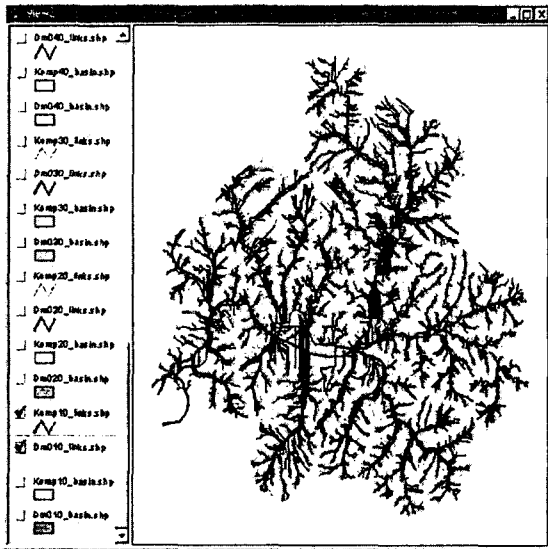 Dm040_links.shp
Kemp40_basin.shp
Dm040_basin.shp
Kemp30_links.shp
Dm030_links.shp
Kemp30_basin.shp
Dm030_basin.shp
Kemp20_links.shp
Dm020_links.shp
Kemp20_basin.shp
Dm020_basin.shp
Kemp10_links.shp
Dm010_links.shp
Kemp10_basin.shp
Dm010_basin.shp